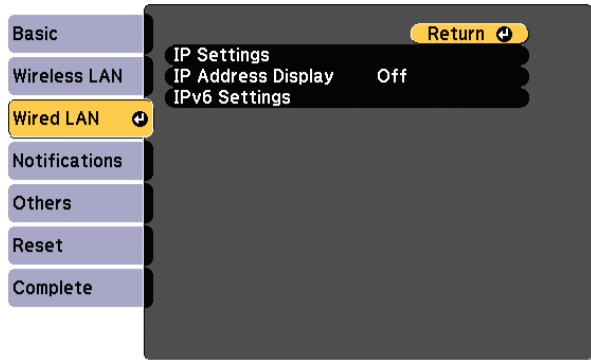 Basic
Wireless LAN
Wired LAN
Notifications
Others
Reset
Complete
Return
IP Settings
IP Address Display Off
IPv6 Settings